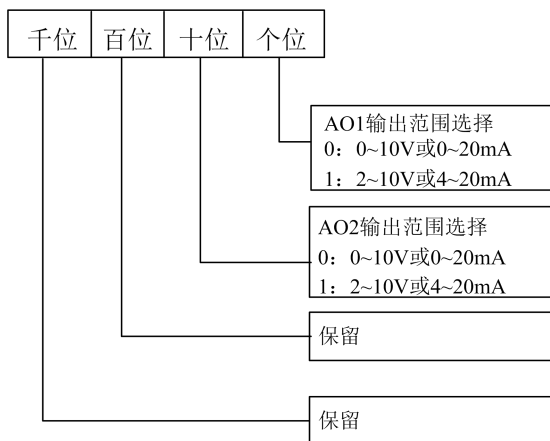 千位 百位 十位 个位
AO1输出范围选择
0：0~10V或0~20mA
1：2~10V或4~20mA
AO2输出范围选择
0：0~10V或0~20mA
1：2~10V或4~20mA
保留
保留